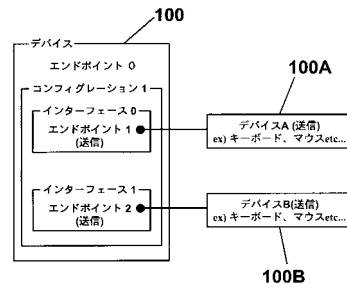 100
デバイス
エンドポイント 0
コンフィグレーション 1
インターフェース 0
エンドポイント 1
(送信)
インターフェース 1
エンドポイント 2
(送信)
100A
デバイスA (送信)
ex) キーボード、マウスetc...
デバイスB(送信)
ex) キーボード、マウスetc...
100B